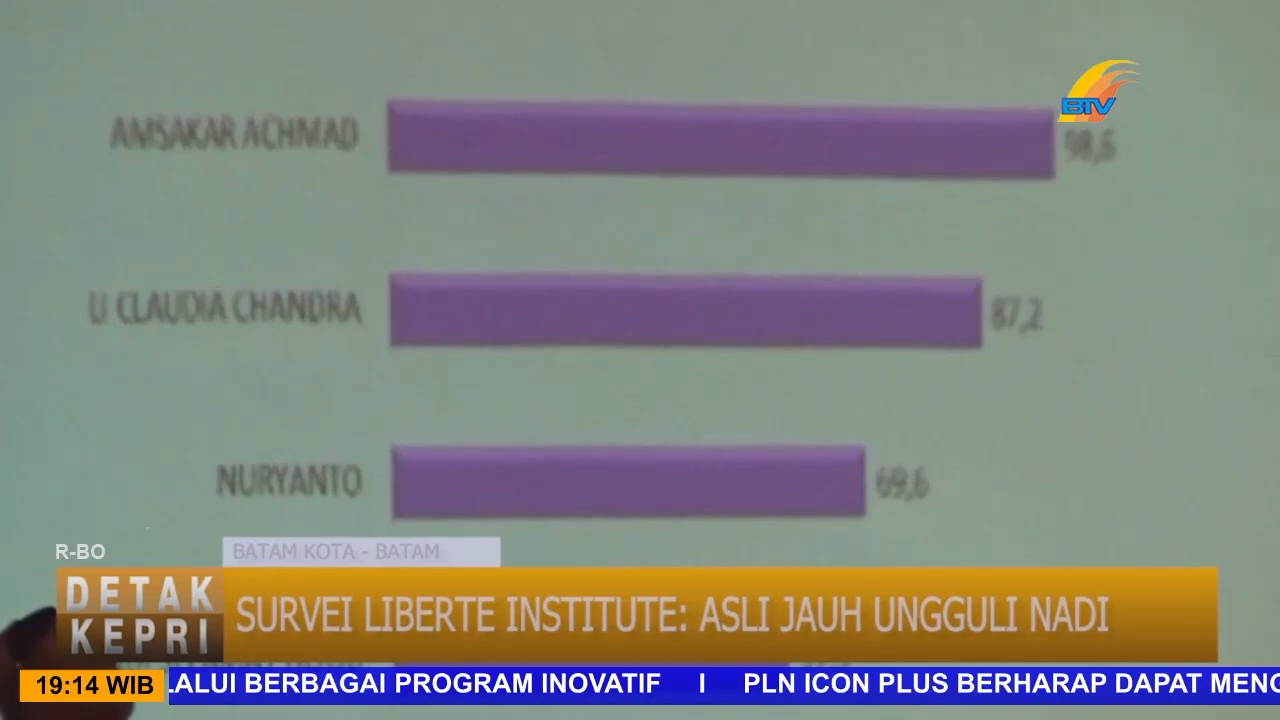 BTV
AMSAKAR ACHMAD 98,6
LI CLAUDIA CHANDRA 87,2
NURYANTO 69,6
R-BO
BATAM KOTA - BATAM
DETAK KEPRI
SURVEI LIBERTE INSTITUTE: ASLI JAUH UNGGULI NADI
19:14 WIB
LALUI BERBAGAI PROGRAM INOVATIF I PLN ICON PLUS BERHARAP DAPAT MENG